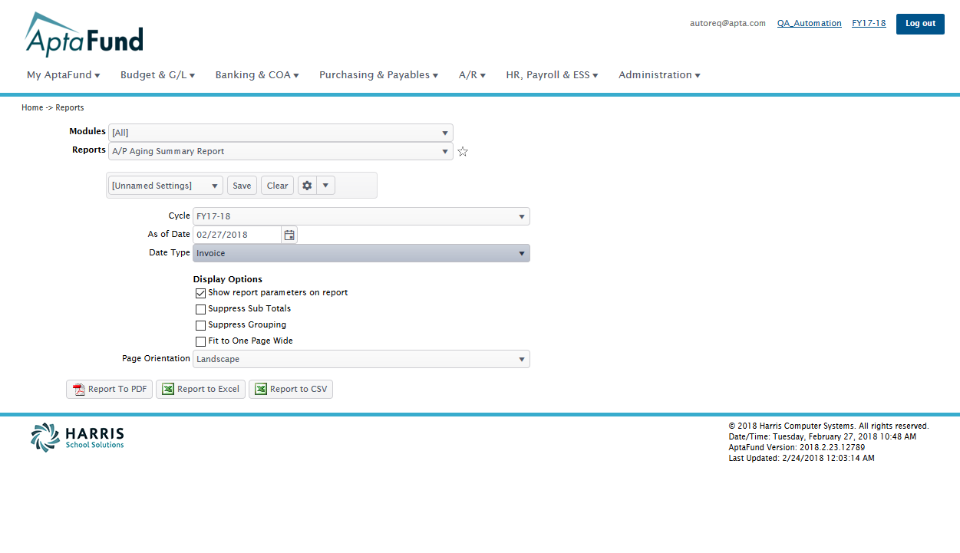 AptaFund
autoreq@apta.com QA_Automation FY17-18 Log out
My AptaFund Budget & G/L Banking & COA Purchasing & Payables A/R HR, Payroll & ESS Administration
Home -> Reports
Modules [All]
Reports A/P Aging Summary Report
[Unnamed Settings] Save Clear
Cycle FY17-18
As of Date 02/27/2018
Date Type Invoice
Display Options
Show report parameters on report
Suppress Sub Totals
Suppress Grouping
Fit to One Page Wide
Page Orientation Landscape
Report To PDF Report to Excel Report to CSV
HARRIS
School Solutions
© 2018 Harris Computer Systems. All rights reserved.
Date/Time: Tuesday, February 27, 2018 10:48 AM
AptaFund Version: 2018.2.23.12789
Last Updated: 2/24/2018 12:03:14 AM